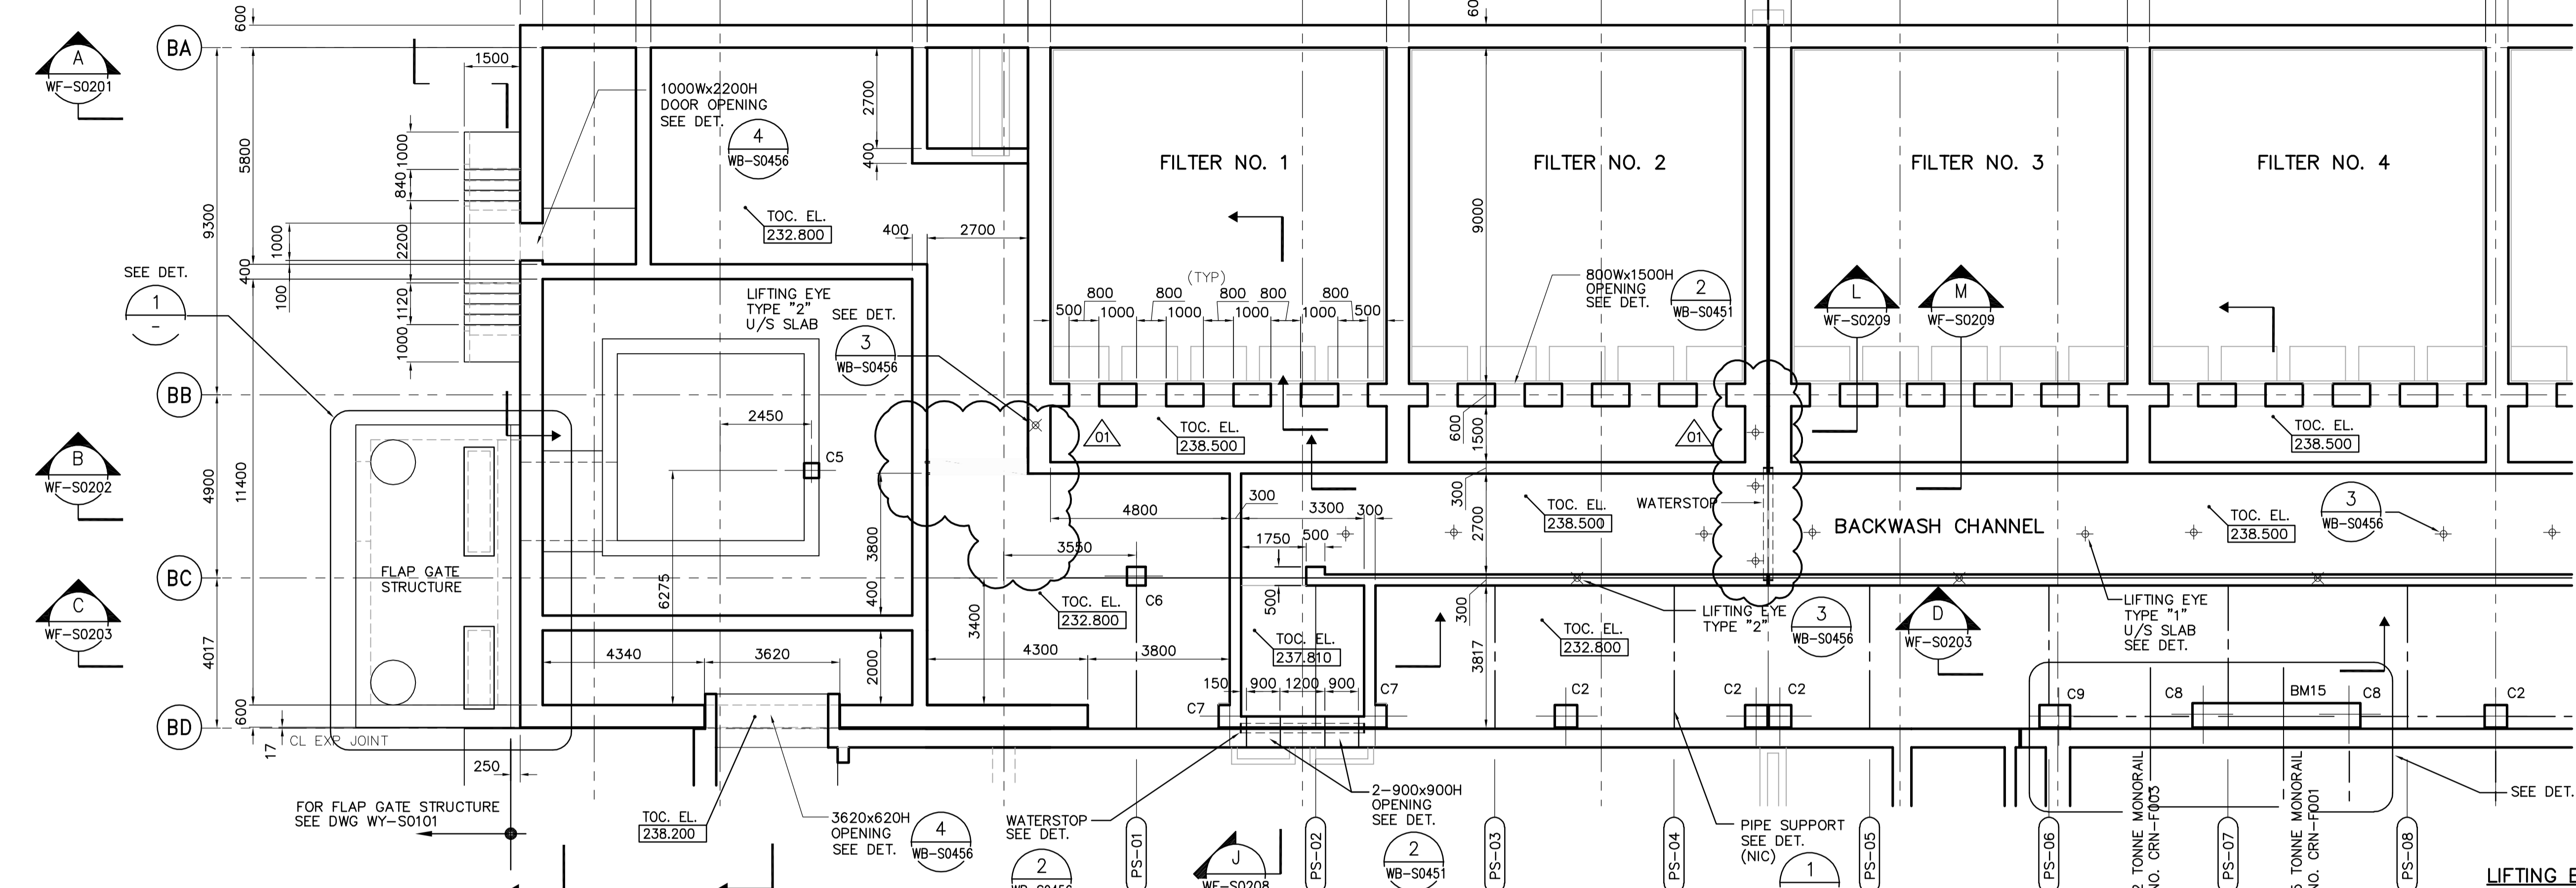 600
60
BA
A
WF-S0201
1500
1000WX2200H
DOOR OPENING
SEE DET.
4
WB-S0456
2700
400
5800
1000
840
9300
1000
2200
400
100
1120
1000
TOC. EL.
232.800
400
2700
FILTER NO. 1
FILTER NO. 2
FILTER NO. 3
FILTER NO. 4
9000
(TYP)
800
800
800
800
800
500
1000
1000
1000
1000
500
800Wx1500H
OPENING
SEE DET.
2
WB-S0451
L
WF-S0209
M
WF-S0209
SEE DET.
1
-
LIFTING EYE
TYPE "2"
U/S SLAB
SEE DET.
3
WB-S0456
BB
2450
C5
01
TOC. EL.
238.500
600
1500
01
TOC. EL.
238.500
B
WF-S0202
4900
11400
4800
300
3300
300
300
2700
TOC. EL.
238.500
WATERSTOP
BACKWASH CHANNEL
TOC. EL.
238.500
3
WB-S0456
3550
1750
500
3800
400
6275
BC
FLAP GATE
STRUCTURE
C
WF-S0203
C6
500
300
TOC. EL.
232.800
3400
LIFTING EYE
TYPE "2"
3
WB-S0456
D
WF-S0203
LIFTING EYE
TYPE "1"
U/S SLAB
SEE DET.
TOC. EL.
237.810
TOC. EL.
232.800
3817
4017
4340
3620
2000
4300
3800
150
900
1200
900
C7
C7
C2
C2
C2
C9
C8
BM15
C8
C2
600
BD
17
CL EXP JOINT
250
FOR FLAP GATE STRUCTURE
SEE DWG WY-S0101
TOC. EL.
238.200
3620x620H
OPENING
SEE DET.
4
WB-S0456
WATERSTOP
SEE DET.
2
2-900x900H
OPENING
SEE DET.
2
WB-S0451
J
WF-S0208
PIPE SUPPORT
SEE DET.
(NIC)
1
PS-01
PS-02
PS-03
PS-04
PS-05
PS-06
PS-07
PS-08
TONNE MONORAIL
NO. CRN-F003
TONNE MONORAIL
NO. CRN-F001
SEE DET.
LIFTING